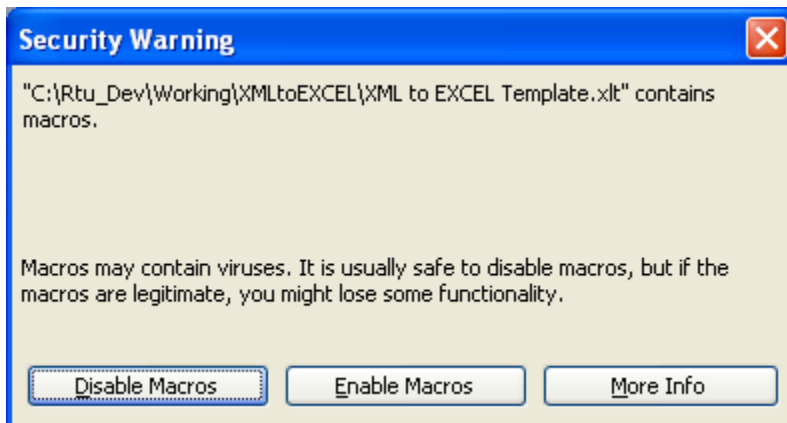 Security Warning
"C:\Rtu_Dev\Working\XMLtoEXCEL\XML to EXCEL Template.xlt" contains
macros.
Macros may contain viruses. It is usually safe to disable macros, but if the
macros are legitimate, you might lose some functionality.
Disable Macros Enable Macros More Info